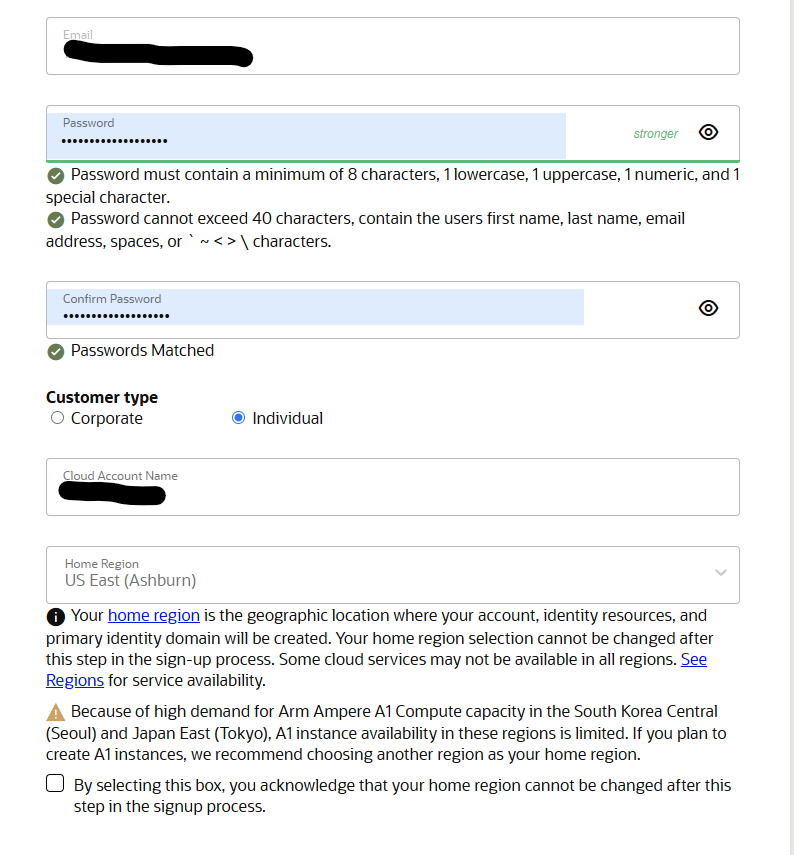 Email
Password
•••••••••••••••••••
stronger
Password must contain a minimum of 8 characters, 1 lowercase, 1 uppercase, 1 numeric, and 1
special character.
Password cannot exceed 40 characters, contain the users first name, last name, email
address, spaces, or ` ~ < > \ characters.
Confirm Password
•••••••••••••••••••
Passwords Matched
Customer type
Corporate
Individual
Cloud Account Name
Home Region
US East (Ashburn)
Your home region is the geographic location where your account, identity resources, and
primary identity domain will be created. Your home region selection cannot be changed after
this step in the sign-up process. Some cloud services may not be available in all regions. See
Regions for service availability.
Because of high demand for Arm Ampere A1 Compute capacity in the South Korea Central
(Seoul) and Japan East (Tokyo), A1 instance availability in these regions is limited. If you plan to
create A1 instances, we recommend choosing another region as your home region.
By selecting this box, you acknowledge that your home region cannot be changed after this
step in the signup process.